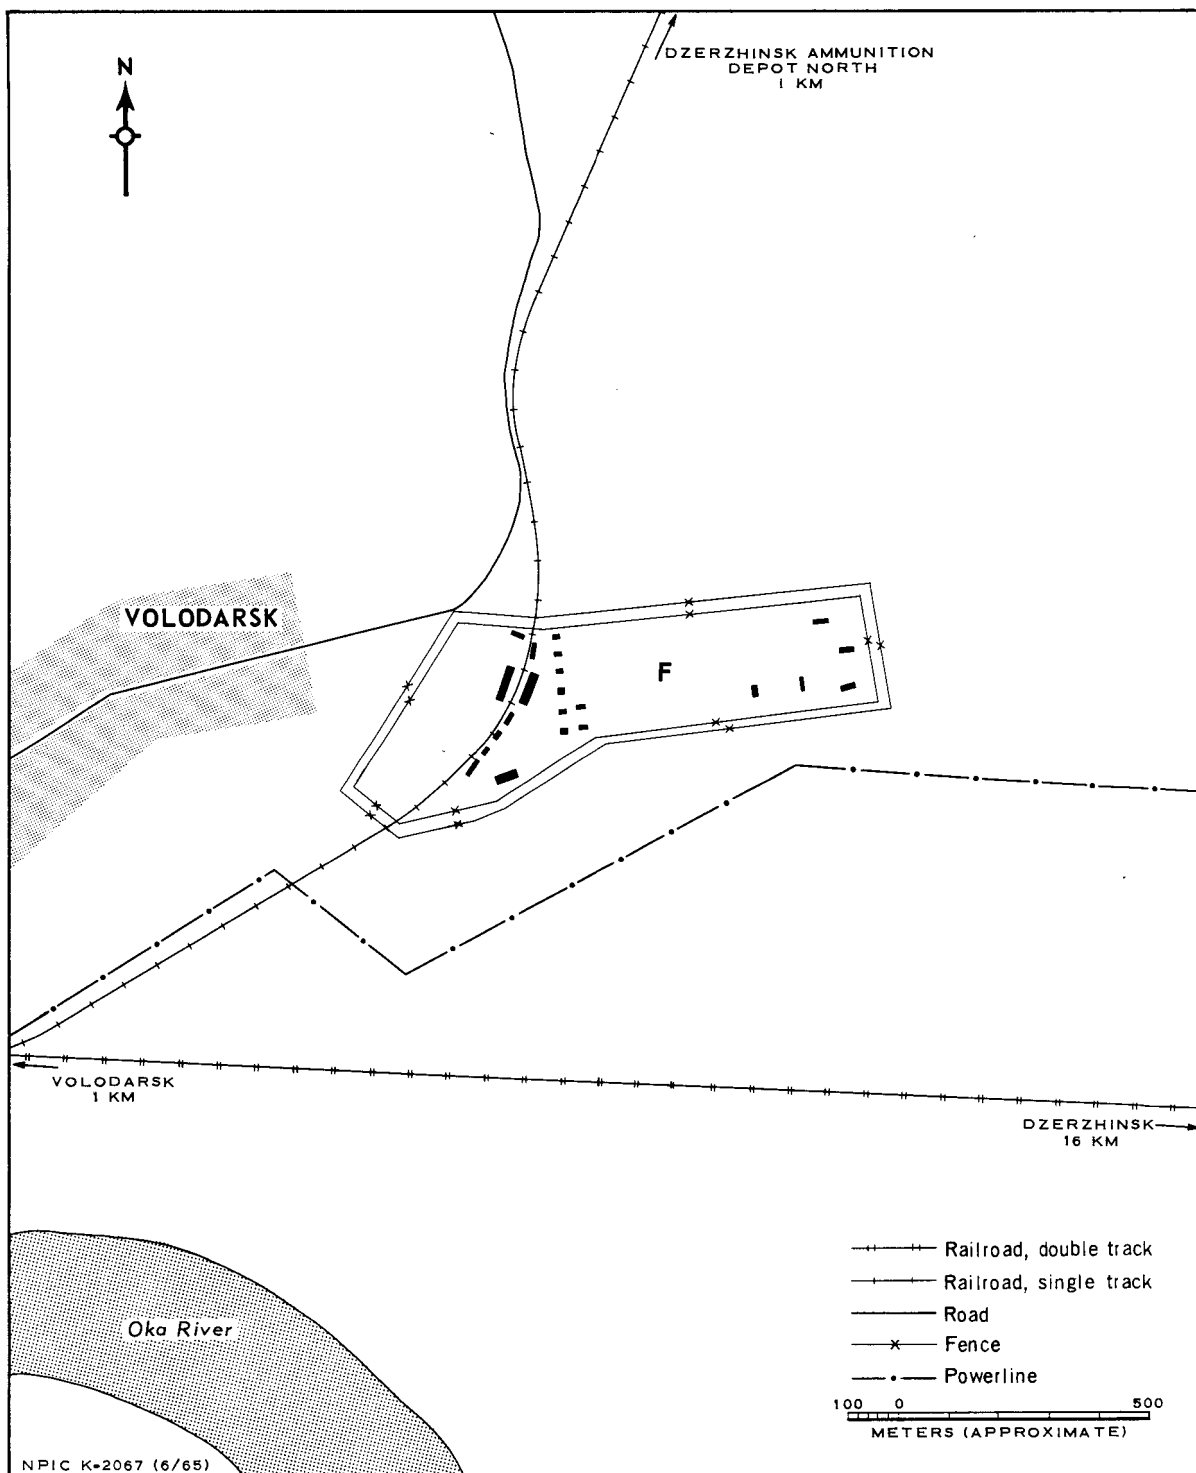 N
DZERZHINSK AMMUNITION
DEPOT NORTH
1 KM
VOLODARSK
F
VOLODARSK
1 KM
DZERZHINSK
16 KM
Oka River
Railroad, double track
Railroad, single track
Road
Fence
Powerline
100 0 500
METERS (APPROXIMATE)
NPIC K-2067 (6/65)